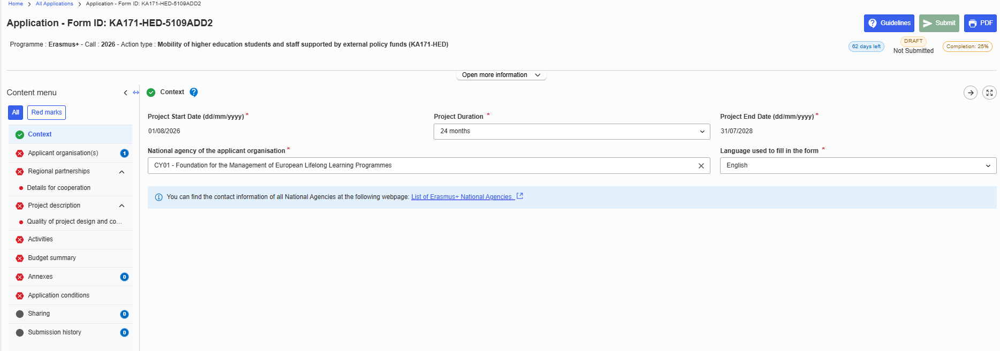 Home > All Applications > Application - Form ID: KA171-HED-5109ADD2
Application - Form ID: KA171-HED-5109ADD2
Guidelines
Submit
PDF
Programme : Erasmus+ - Call : 2026 - Action type : Mobility of higher education students and staff supported by external policy funds (KA171-HED)
62 days left
DRAFT
Not Submitted
Completion: 25%
Open more information
Content menu
All
Red marks
Context
Applicant organisation(s) 1
Regional partnerships
Details for cooperation
Project description
Quality of project design and co...
Activities
Budget summary
Annexes 0
Application conditions
Sharing 0
Submission history 0
Context
Project Start Date (dd/mm/yyyy) *
01/08/2026
Project Duration *
24 months
Project End Date (dd/mm/yyyy) *
31/07/2028
National agency of the applicant organisation *
CY01 - Foundation for the Management of European Lifelong Learning Programmes
Language used to fill in the form *
English
You can find the contact information of all National Agencies at the following webpage: List of Erasmus+ National Agencies.